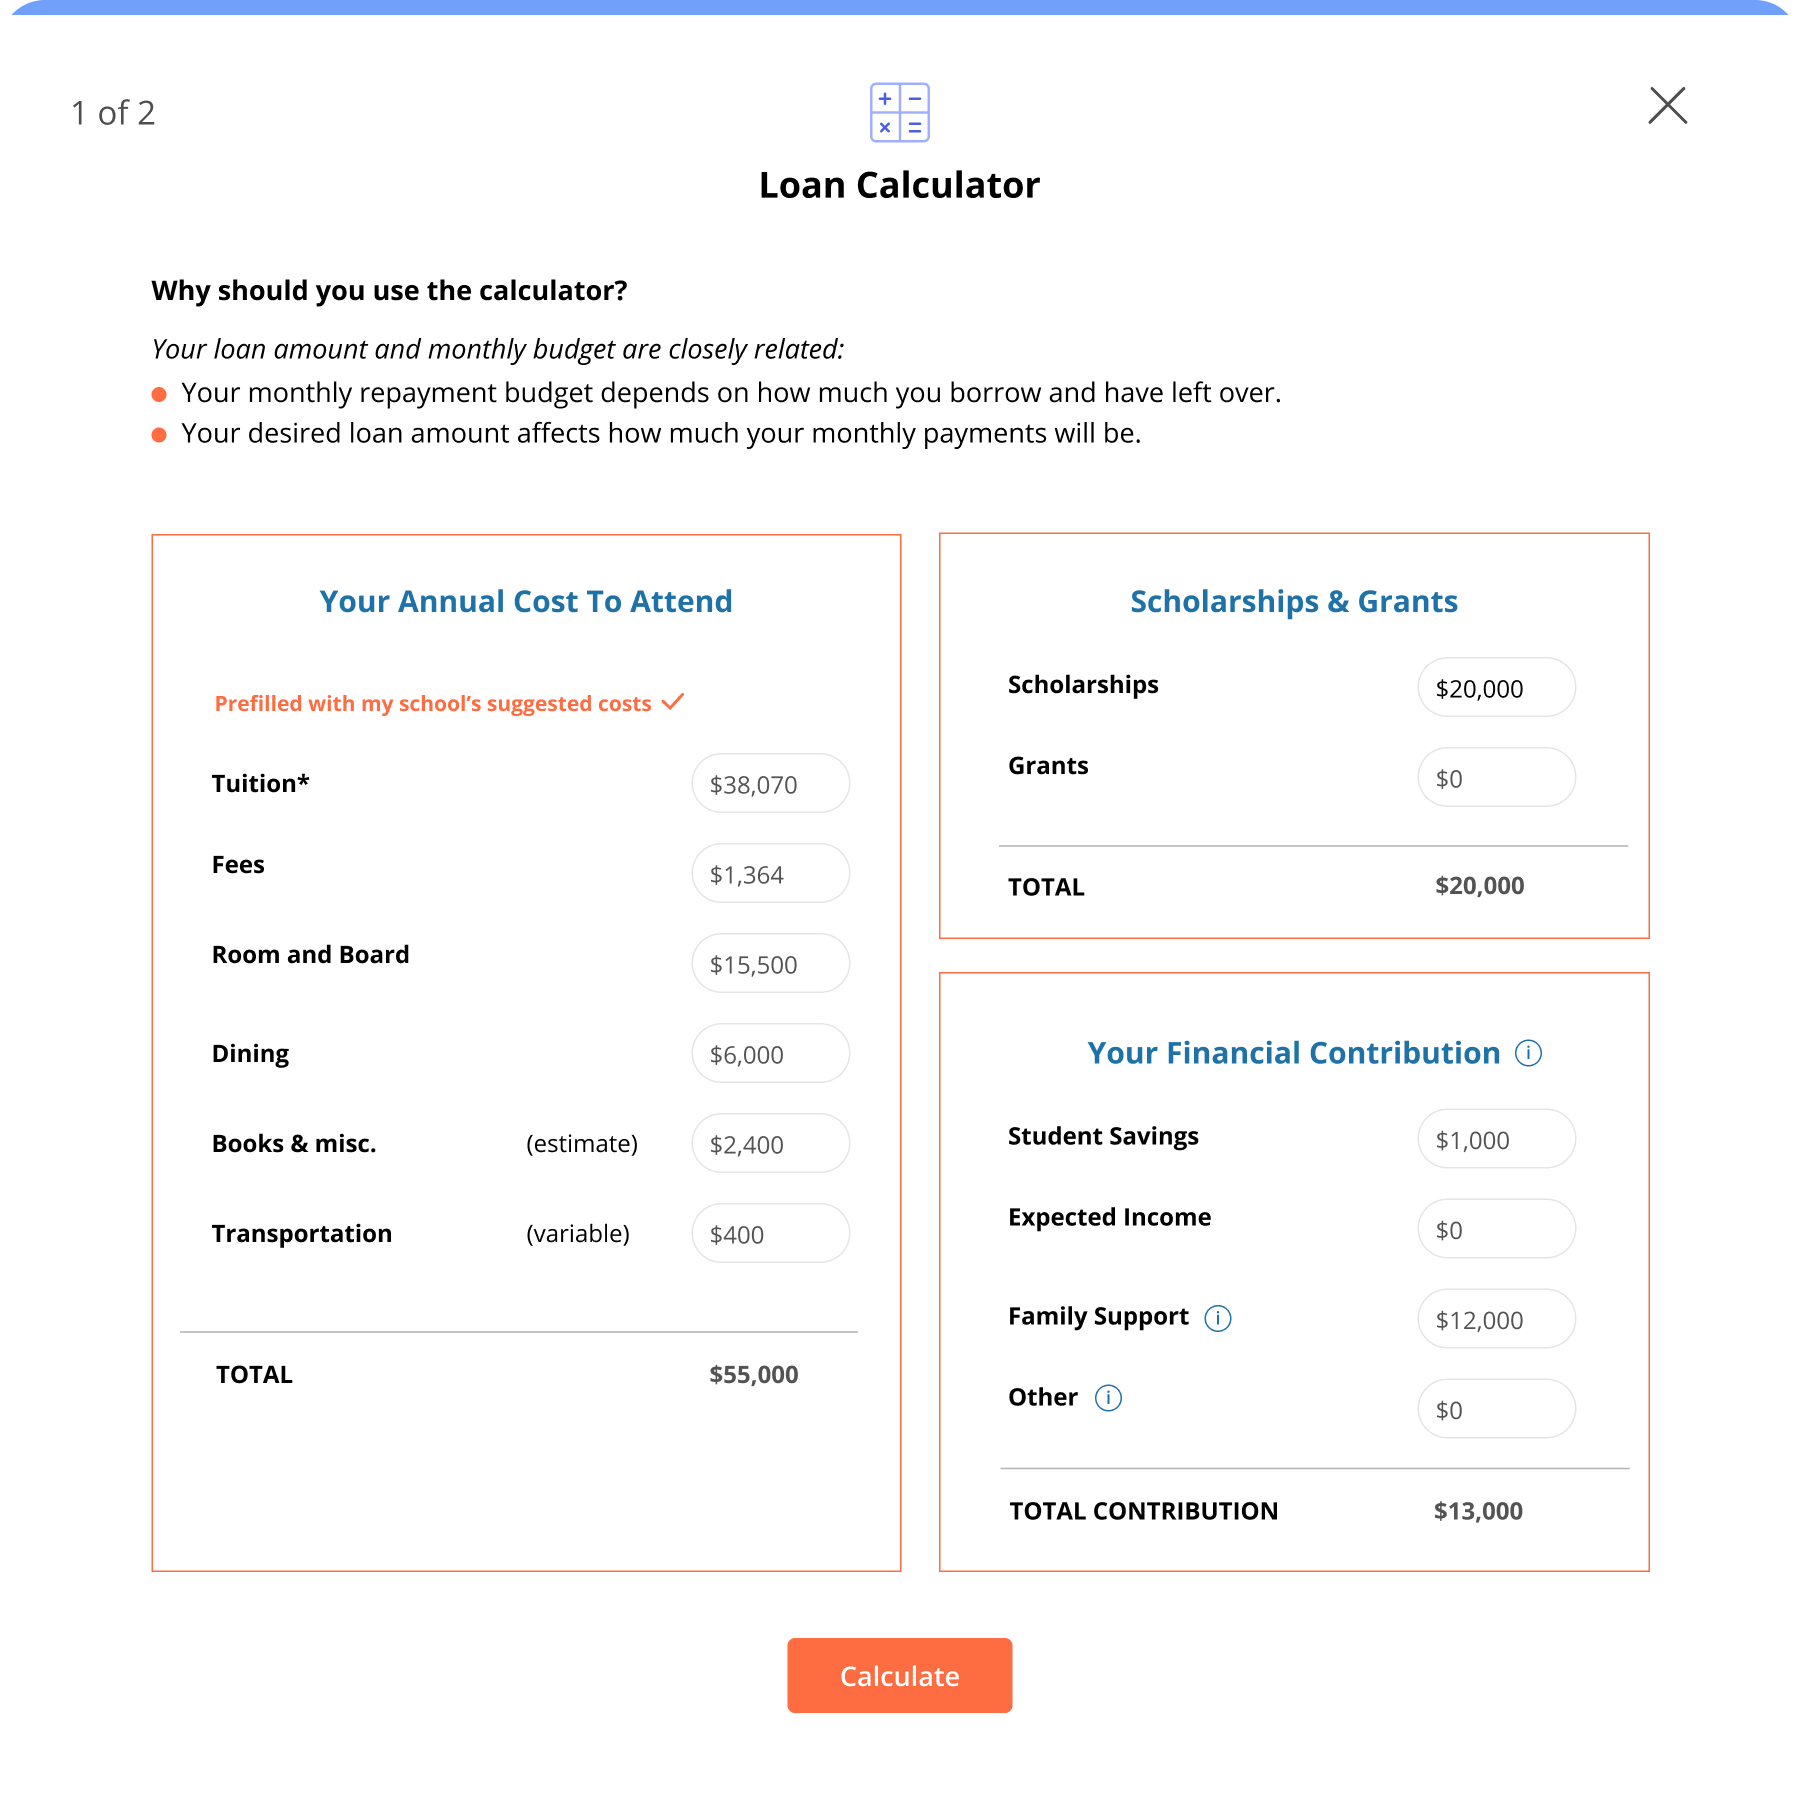 1 of 2
+ −
× =
Loan Calculator
Why should you use the calculator?
Your loan amount and monthly budget are closely related:
Your monthly repayment budget depends on how much you borrow and have left over.
Your desired loan amount affects how much your monthly payments will be.
Your Annual Cost To Attend
Prefilled with my school’s suggested costs
Tuition* $38,070
Fees $1,364
Room and Board $15,500
Dining $6,000
Books & misc. (estimate) $2,400
Transportation (variable) $400
TOTAL $55,000
Scholarships & Grants
Scholarships $20,000
Grants $0
TOTAL $20,000
Your Financial Contribution i
Student Savings $1,000
Expected Income $0
Family Support i $12,000
Other i $0
TOTAL CONTRIBUTION $13,000
Calculate